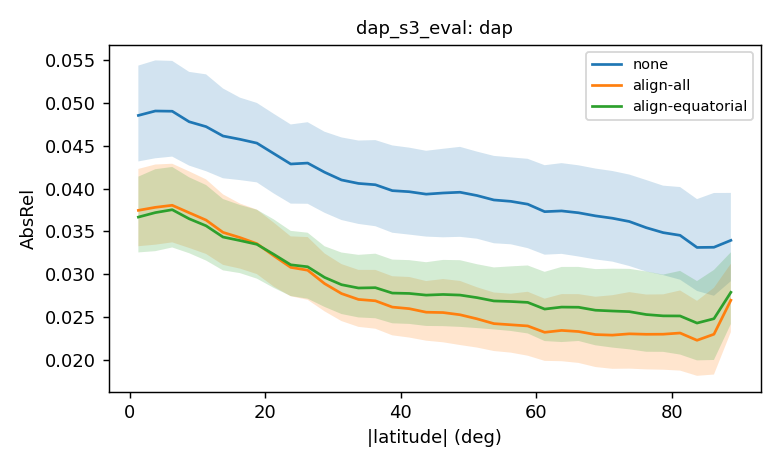 dap_s3_eval: dap
none
align-all
align-equatorial
AbsRel
0.055
0.050
0.045
0.040
0.035
0.030
0.025
0.020
0
20
40
60
80
|latitude| (deg)